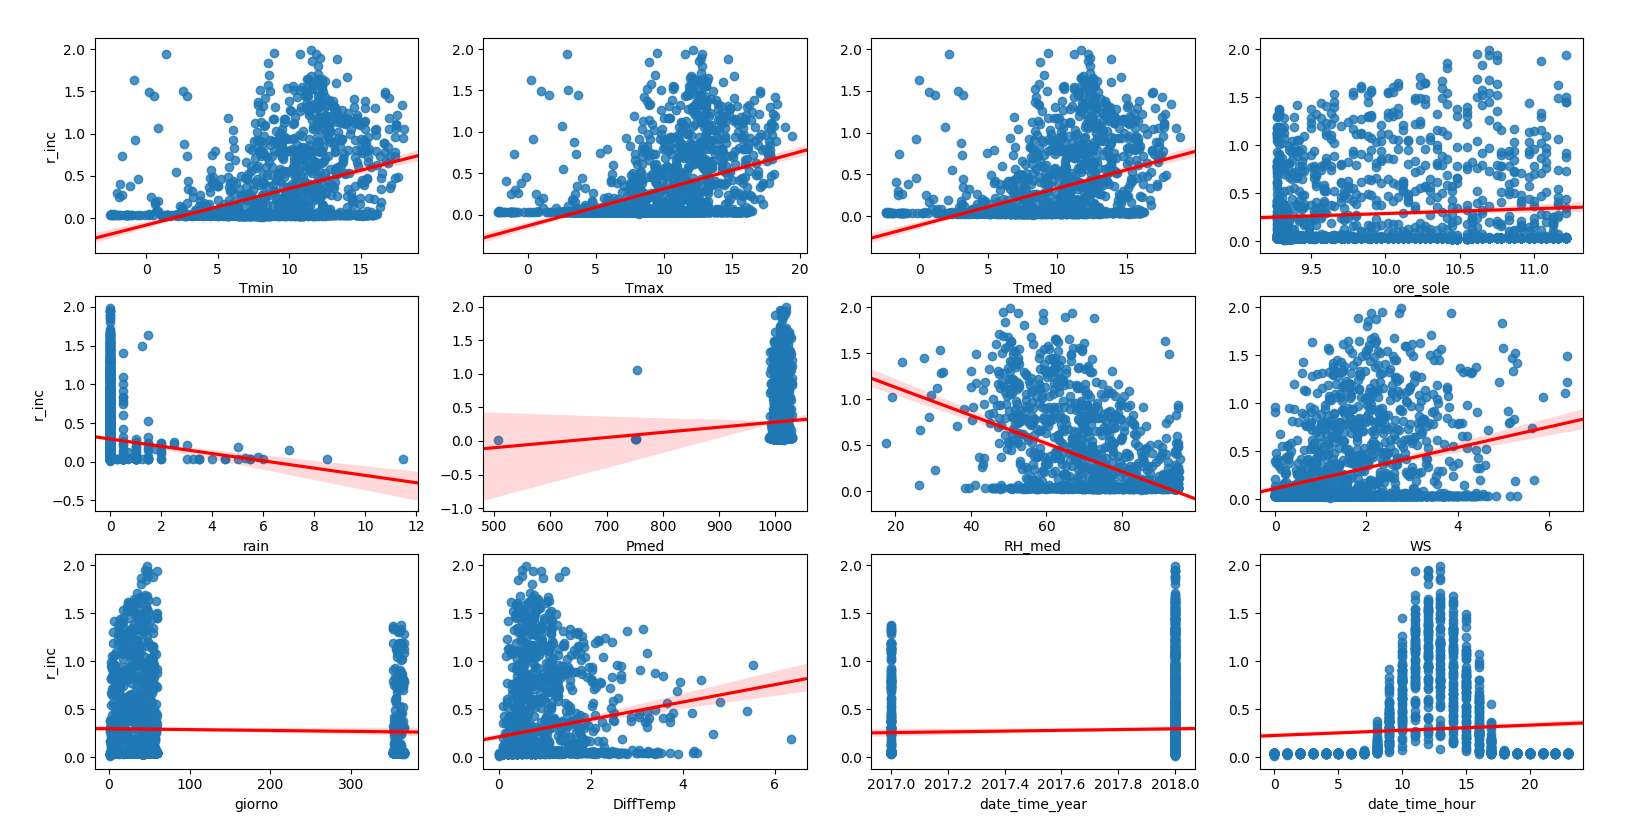 2.0 2.0 2.0 2.0
1.5 1.5 1.5 1.5
r_inc 1.0 1.0 1.0 1.0
0.5 0.5 0.5 0.5
0.0 0.0 0.0 0.0
0 5 10 15 0 5 10 15 20 0 5 10 15 9.5 10.0 10.5 11.0
Tmin Tmax Tmed ore_sole
2.0 2.0 2.0 2.0
1.5 1.5 1.5 1.5
r_inc 1.0 1.0 1.0 1.0
0.5 0.5 0.5 0.5
0.0 0.0 0.0 0.0
−0.5 −0.5
−1.0
0 2 4 6 8 10 12 500 600 700 800 900 1000 20 40 60 80 0 2 4 6
rain Pmed RH_med WS
2.0 2.0 2.0 2.0
1.5 1.5 1.5 1.5
r_inc 1.0 1.0 1.0 1.0
0.5 0.5 0.5 0.5
0.0 0.0 0.0 0.0
0 100 200 300 0 2 4 6 2017.0 2017.2 2017.4 2017.6 2017.8 2018.0 0 5 10 15 20
giorno DiffTemp date_time_year date_time_hour